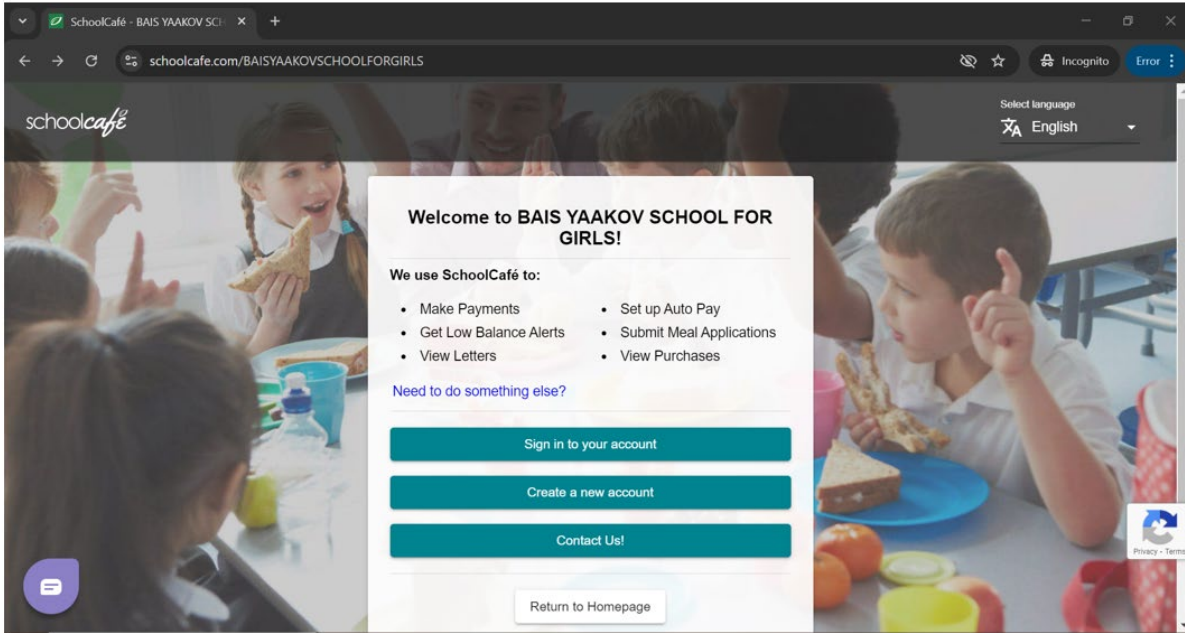 SchoolCafé - BAIS YAAKOV SCH
schoolcafe.com/BAISYAAKOVSCHOOLFORGIRLS
Incognito
Error
schoolcafé
Select language
English
Welcome to BAIS YAAKOV SCHOOL FOR
GIRLS!
We use SchoolCafé to:
Make Payments
Set up Auto Pay
Get Low Balance Alerts
Submit Meal Applications
View Letters
View Purchases
Need to do something else?
Sign in to your account
Create a new account
Contact Us!
Return to Homepage
Privacy - Terms